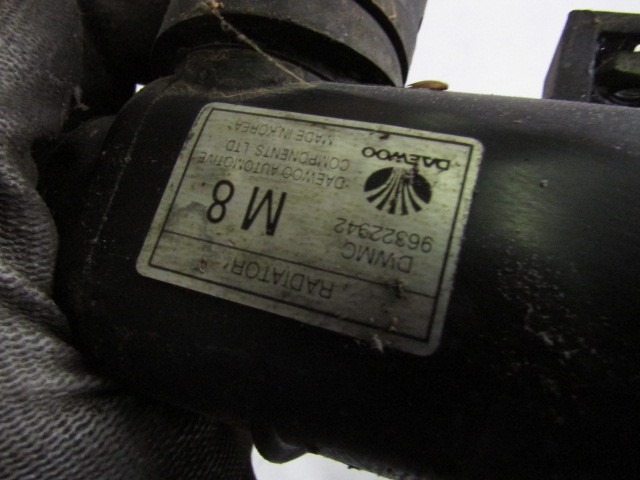 RADIATOR
DWMC
96322942
M 8
DAEWOO
DAEWOO AUTOMOTIVE
COMPONENTS LTD
MADE IN KOREA